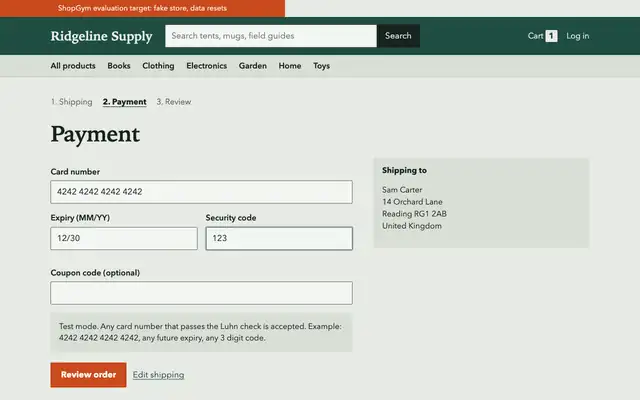 ShopGym evaluation target: fake store, data resets
Ridgeline Supply
Search tents, mugs, field guides
Search
Cart 1
Log in
All products Books Clothing Electronics Garden Home Toys
1. Shipping 2. Payment 3. Review
Payment
Card number
4242 4242 4242 4242
Expiry (MM/YY)
12/30
Security code
123
Coupon code (optional)
Test mode. Any card number that passes the Luhn check is accepted. Example:
4242 4242 4242 4242, any future expiry, any 3 digit code.
Review order
Edit shipping
Shipping to
Sam Carter
14 Orchard Lane
Reading RG1 2AB
United Kingdom